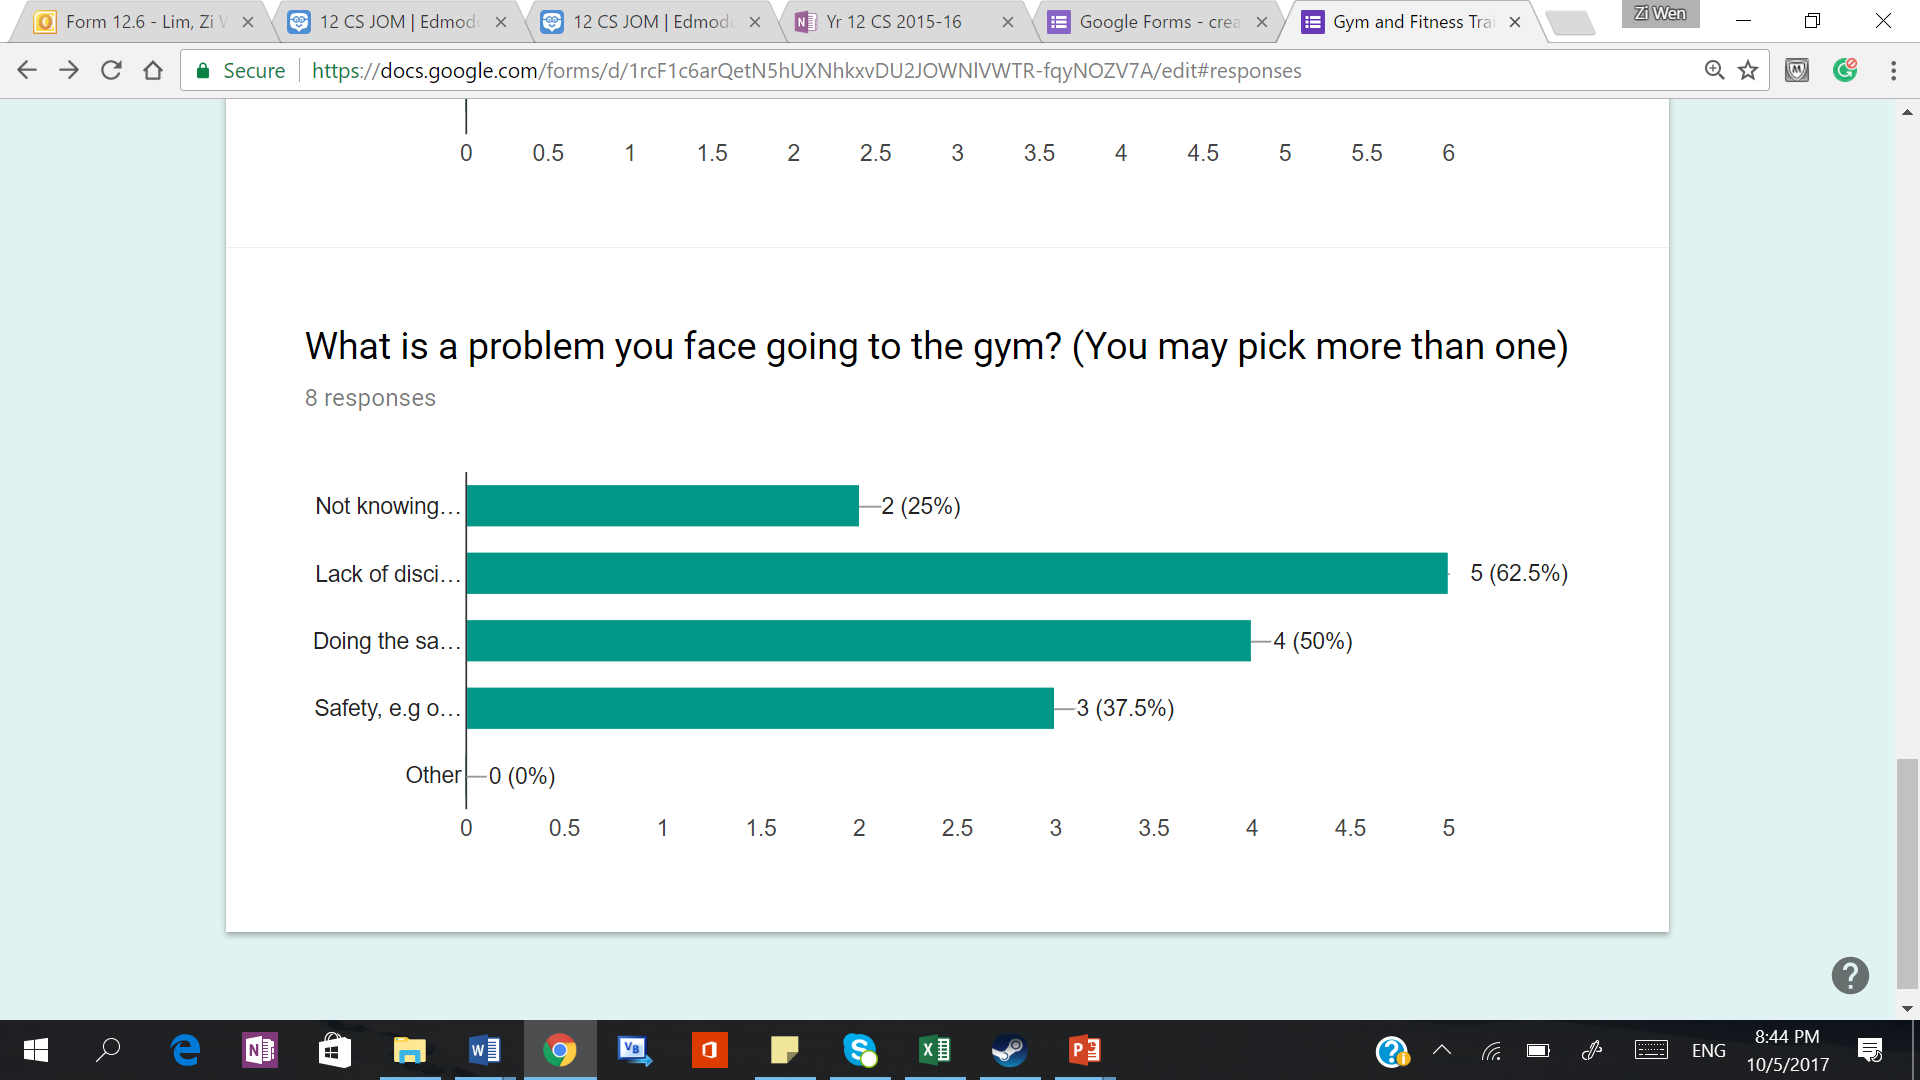 Form 12.6 - Lim, Zi W
12 CS JOM | Edmodo
12 CS JOM | Edmodo
Yr 12 CS 2015-16
Google Forms - crea
Gym and Fitness Trai
Zi Wen
Secure
https://docs.google.com/forms/d/1rcF1c6arQetN5hUXNhkxvDU2JOWNlVWTR-fqyNOZV7A/edit#responses
0 0.5 1 1.5 2 2.5 3 3.5 4 4.5 5 5.5 6
What is a problem you face going to the gym? (You may pick more than one)
8 responses
Not knowing… 2 (25%)
Lack of disci… 5 (62.5%)
Doing the sa… 4 (50%)
Safety, e.g o… 3 (37.5%)
Other 0 (0%)
0 0.5 1 1.5 2 2.5 3 3.5 4 4.5 5
ENG
8:44 PM
10/5/2017